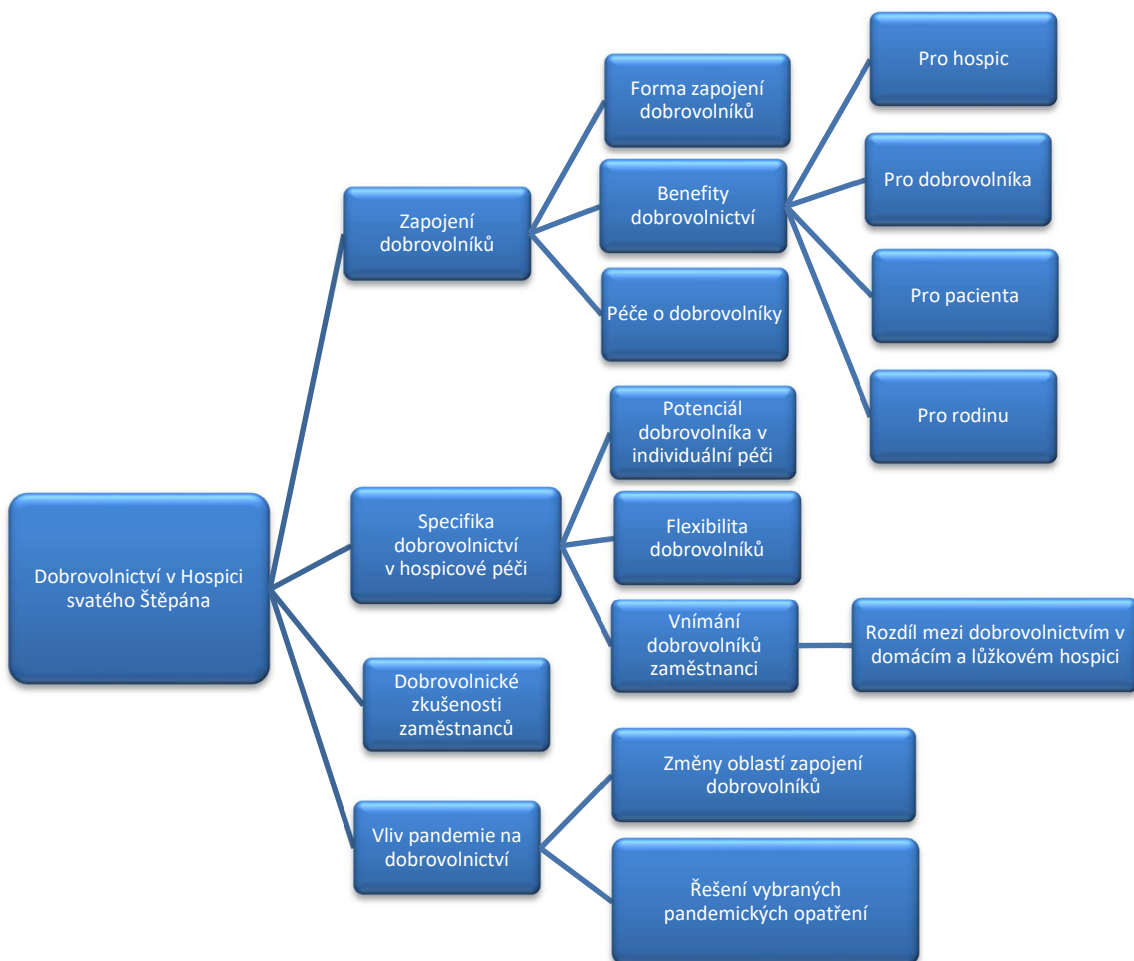 Dobrovolnictví v Hospici
svatého Štěpána
Zapojení
dobrovolníků
Forma zapojení
dobrovolníků
Benefity
dobrovolnictví
Pro hospic
Pro dobrovolníka
Pro pacienta
Pro rodinu
Péče o dobrovolníky
Specifika
dobrovolnictví
v hospicové péči
Potenciál
dobrovolníka v
individuální péči
Flexibilita
dobrovolníků
Vnímání
dobrovolníků
zaměstnanci
Rozdíl mezi dobrovolnictvím v
domácím a lůžkovém hospici
Dobrovolnické
zkušenosti
zaměstnanců
Vliv pandemie na
dobrovolnictví
Změny oblastí zapojení
dobrovolníků
Řešení vybraných
pandemických opatření